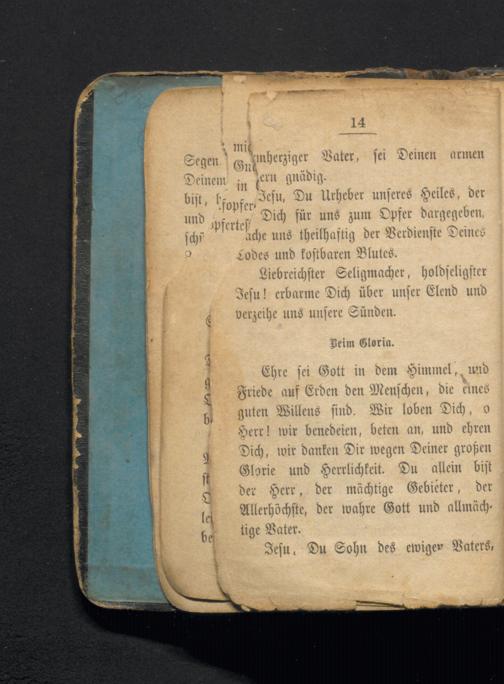 14
nherziger Vater, sei Deinen armen
ern gnädig.
Jesu, Du Urheber unseres Heiles, der
Dich für uns zum Opfer dargegeben,
ache uns theilhaftig der Verdienste Deines
Todes und kostbaren Blutes.
Liebreichster Seligmacher, holdseligster
Jesu! erbarme Dich über unser Elend und
verzeihe uns unsere Sünden.
Beim Gloria.
Ehre sei Gott in dem Himmel, und
Friede auf Erden den Menschen, die eines
guten Willens sind. Wir loben Dich, o
Herr! wir benedeien, beten an, und ehren
Dich, wir danken Dir wegen Deiner großen
Glorie und Herrlichkeit. Du allein bist
der Herr, der mächtige Gebieter, der
Allerhöchste, der wahre Gott und allmäch-
tige Vater.
Jesu, Du Sohn des ewigen Vaters,
Segen
Deinem
bist,
und